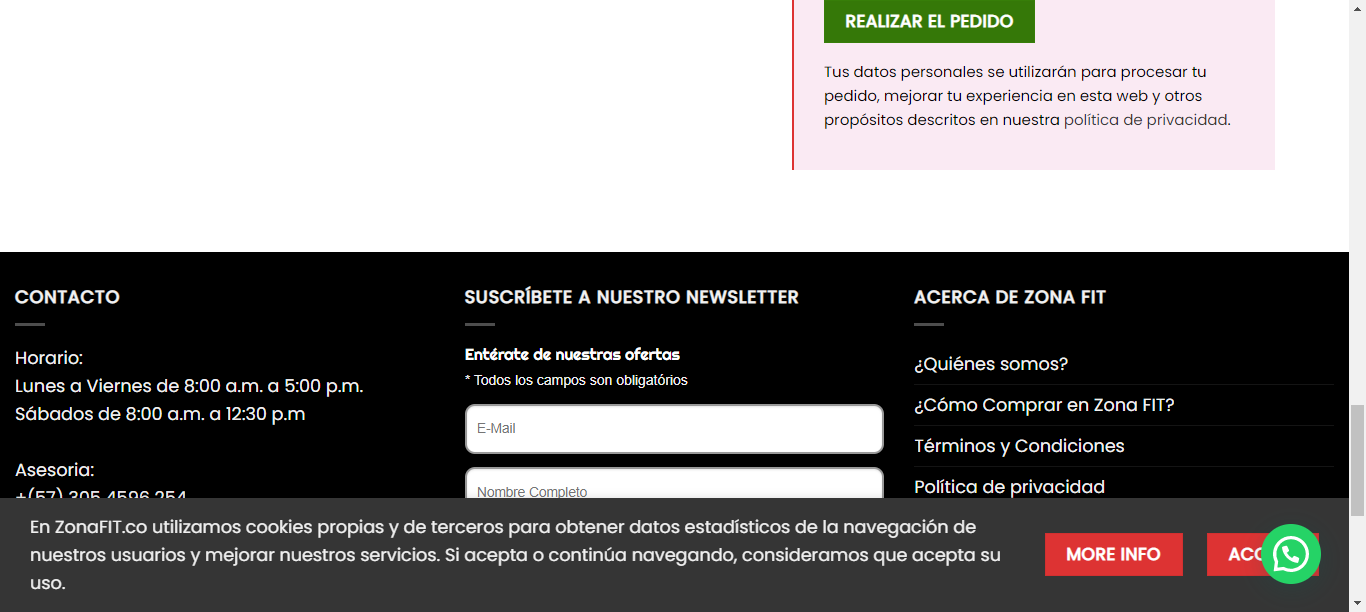 REALIZAR EL PEDIDO
Tus datos personales se utilizarán para procesar tu
pedido, mejorar tu experiencia en esta web y otros
propósitos descritos en nuestra política de privacidad.
CONTACTO
Horario:
Lunes a Viernes de 8:00 a.m. a 5:00 p.m.
Sábados de 8:00 a.m. a 12:30 p.m
Asesoria:
+(57) 305 4596 254
SUSCRÍBETE A NUESTRO NEWSLETTER
Entérate de nuestras ofertas
* Todos los campos son obligatórios
E-Mail
Nombre Completo
ACERCA DE ZONA FIT
¿Quiénes somos?
¿Cómo Comprar en Zona FIT?
Términos y Condiciones
Política de privacidad
En ZonaFIT.co utilizamos cookies propias y de terceros para obtener datos estadísticos de la navegación de
nuestros usuarios y mejorar nuestros servicios. Si acepta o continúa navegando, consideramos que acepta su
uso.
MORE INFO